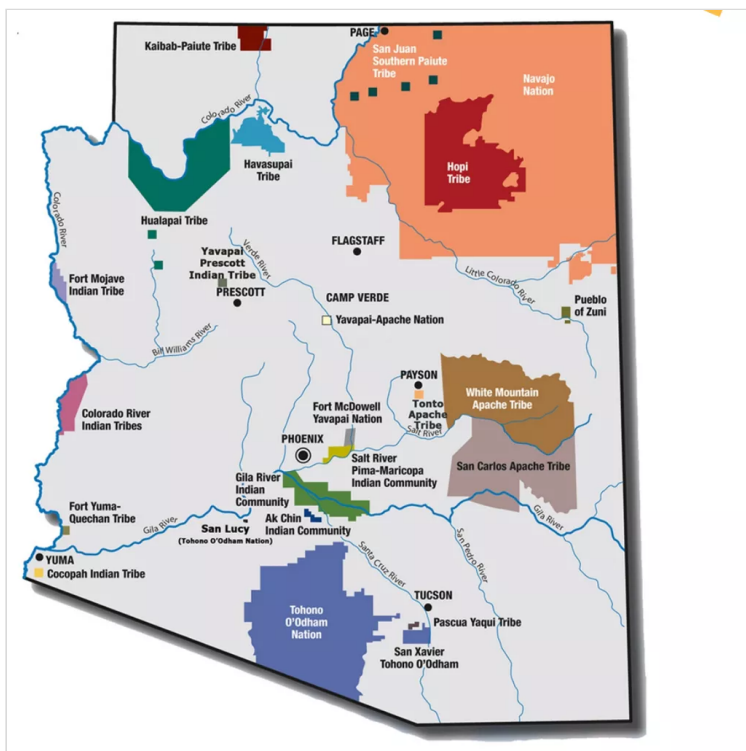 PAGE
Kaibab-Paiute Tribe
San Juan
Southern Paiute
Tribe
Navajo
Nation
Colorado River
Havasupai
Tribe
Hopi
Tribe
Colorado River
Hualapai Tribe
Yavapai
Prescott
Indian Tribe
Verde River
FLAGSTAFF
Little Colorado River
Fort Mojave
Indian Tribe
PRESCOTT
CAMP VERDE
Yavapai-Apache Nation
Pueblo
of Zuni
Bill Williams River
PAYSON
Tonto
Apache
Tribe
White Mountain
Apache Tribe
Colorado River
Indian Tribes
Fort McDowell
Yavapai Nation
Salt River
PHOENIX
Salt River
Pima-Maricopa
Indian Community
San Carlos Apache Tribe
Gila River
Indian
Community
Fort Yuma-
Quechan Tribe
Gila River
San Lucy
(Tohono O'Odham Nation)
Ak Chin
Indian Community
Gila River
YUMA
Cocopah Indian Tribe
Santa Cruz River
San Pedro River
TUCSON
Tohono
O'Odham
Nation
Pascua Yaqui Tribe
San Xavier
Tohono O'Odham